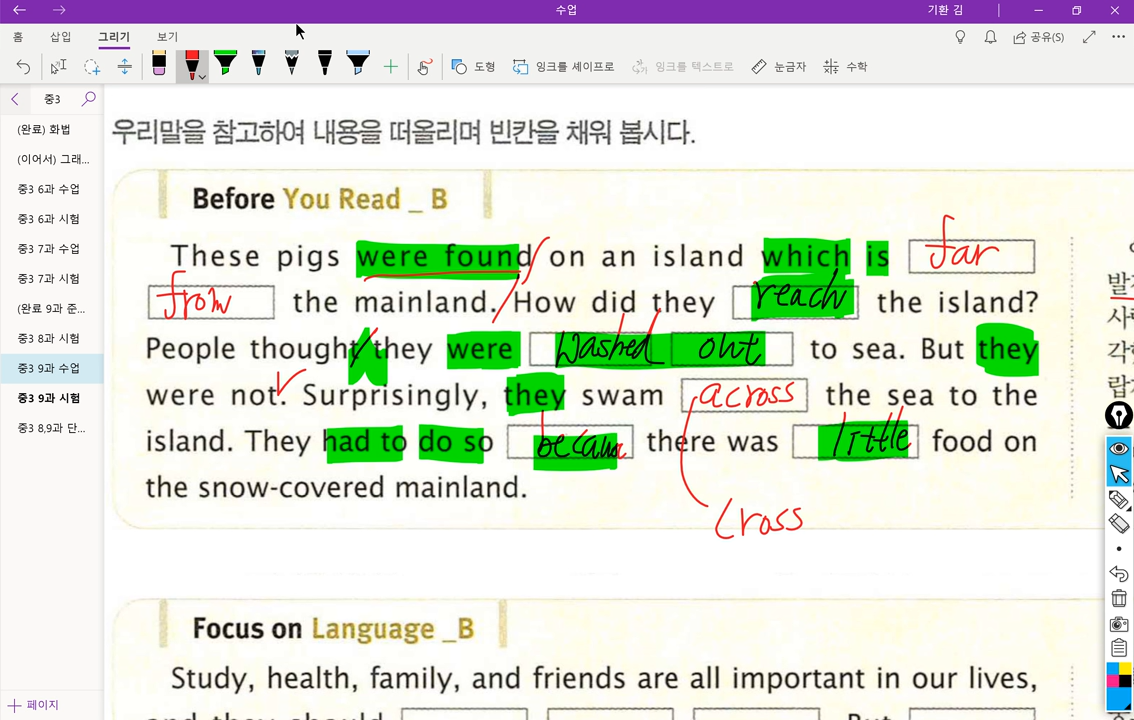 수업
기환 김
홈 삽입 그리기 보기
공유(S)
도형 잉크를 셰이프로 잉크를 텍스트로 눈금자 수학
중3
(완료) 화법
(이어서) 그래...
중3 6과 수업
중3 6과 시험
중3 7과 수업
중3 7과 시험
(완료 9과 준...
중3 8과 시험
중3 9과 수업
중3 9과 시험
중3 8,9과 단...
페이지
우리말을 참고하여 내용을 떠올리며 빈칸을 채워 봅시다.
Before You Read _ B
These pigs were found on an island which is far
from the mainland. How did they reach the island?
People thought they were washed out to sea. But they
were not. Surprisingly, they swam across the sea to the
island. They had to do so because there was little food on
the snow-covered mainland.
cross
Focus on Language _B
Study, health, family, and friends are all important in our lives,
and they should But
발
사
각
랍